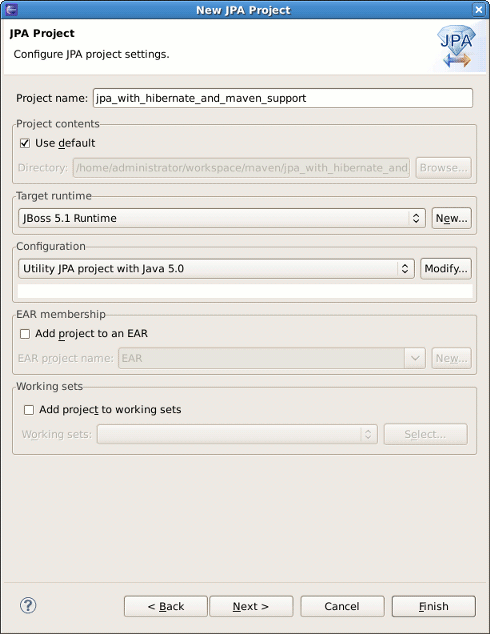 New JPA Project
JPA Project
Configure JPA project settings.
JPA
Project name: jpa_with_hibernate_and_maven_support
Project contents
Use default
Directory: /home/administrator/workspace/maven/jpa_with_hibernate_and Browse...
Target runtime
JBoss 5.1 Runtime New...
Configuration
Utility JPA project with Java 5.0 Modify...
EAR membership
Add project to an EAR
EAR project name: EAR New...
Working sets
Add project to working sets
Working sets: Select...
? < Back Next > Cancel Finish